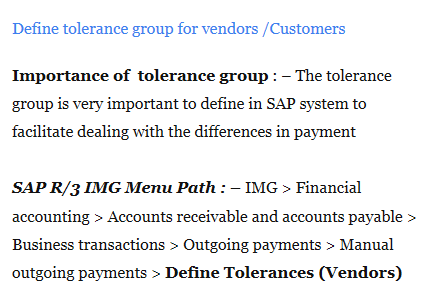 Define tolerance group for vendors /Customers
Importance of  tolerance group : – The tolerance
group is very important to define in SAP system to
facilitate dealing with the differences in payment
SAP R/3 IMG Menu Path : – IMG > Financial
accounting > Accounts receivable and accounts payable >
Business transactions > Outgoing payments > Manual
outgoing payments > Define Tolerances (Vendors)